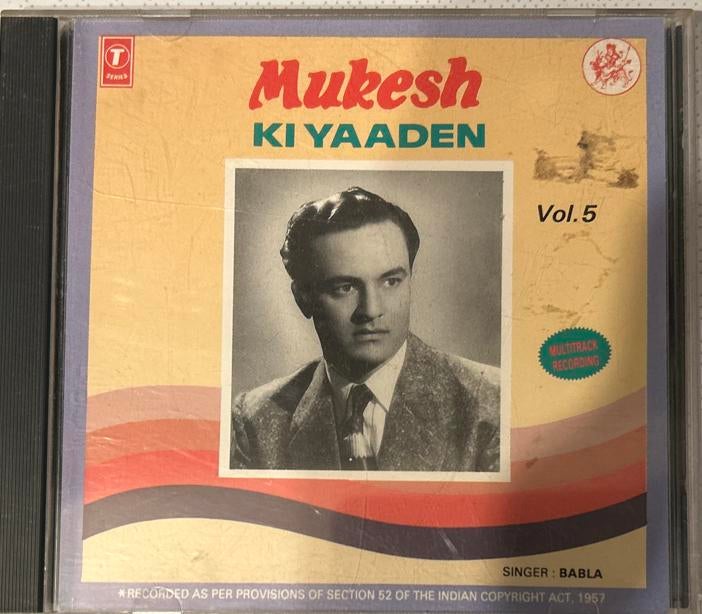 T
SERIES
Mukesh
KI YAADEN
Vol.5
MULTITRACK
RECORDING
SINGER : BABLA
*RECORDED AS PER PROVISIONS OF SECTION 52 OF THE INDIAN COPYRIGHT ACT, 1957